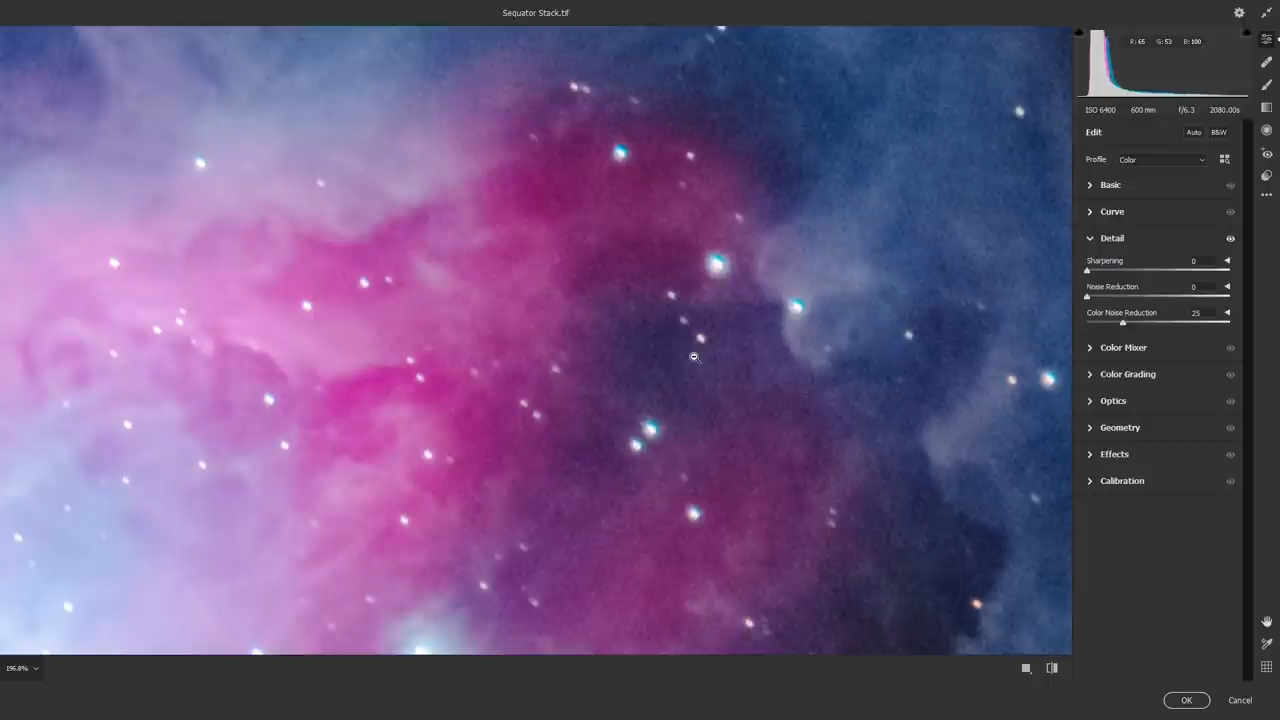 Sequator Stack.tif
R: 65 G: 53 B: 100
ISO 6400 600 mm f/6.3 2080.00s
Edit Auto B&W
Profile Color
Basic
Curve
Detail
Sharpening 0
Noise Reduction 0
Color Noise Reduction 25
Color Mixer
Color Grading
Optics
Geometry
Effects
Calibration
196.8%
OK Cancel